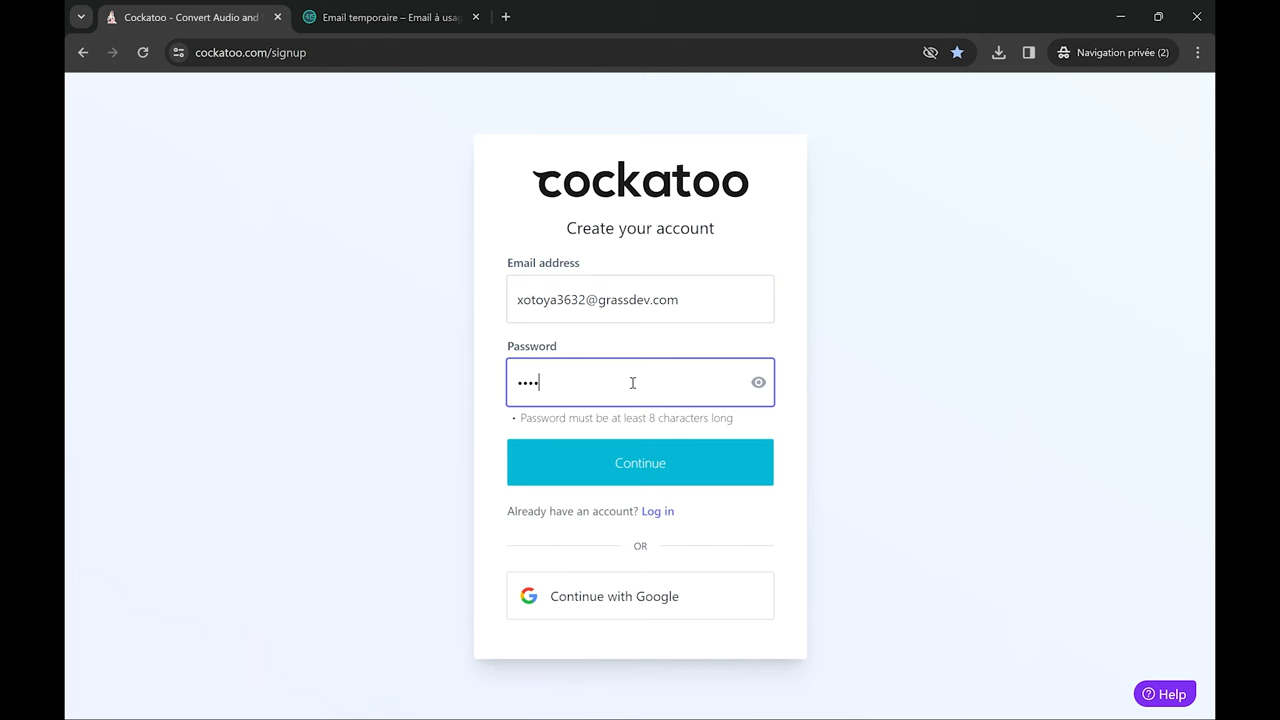 Cockatoo - Convert Audio and
Email temporaire – Email à usa
cockatoo.com/signup
Navigation privée (2)
cockatoo
Create your account
Email address
xotoya3632@grassdev.com
Password
••••
• Password must be at least 8 characters long
Continue
Already have an account? Log in
OR
Continue with Google
Help